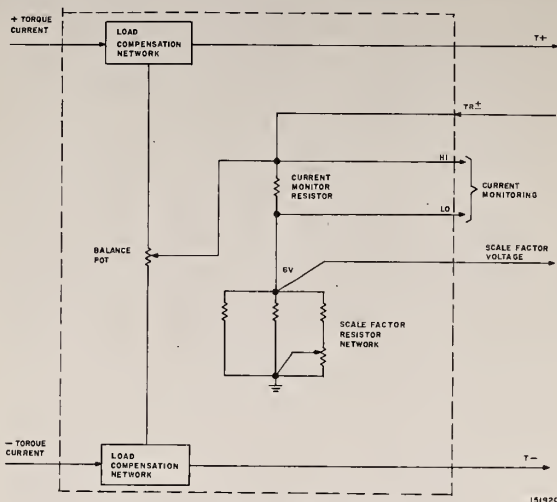 + TORQUE
CURRENT
LOAD
COMPENSATION
NETWORK
T+
TR±
HI
CURRENT
MONITOR
RESISTOR
LO
CURRENT
MONITORING
BALANCE
POT
6V
SCALE FACTOR
VOLTAGE
SCALE FACTOR
RESISTOR
NETWORK
— TORQUE
CURRENT
LOAD
COMPENSATION
NETWORK
T-
15192C